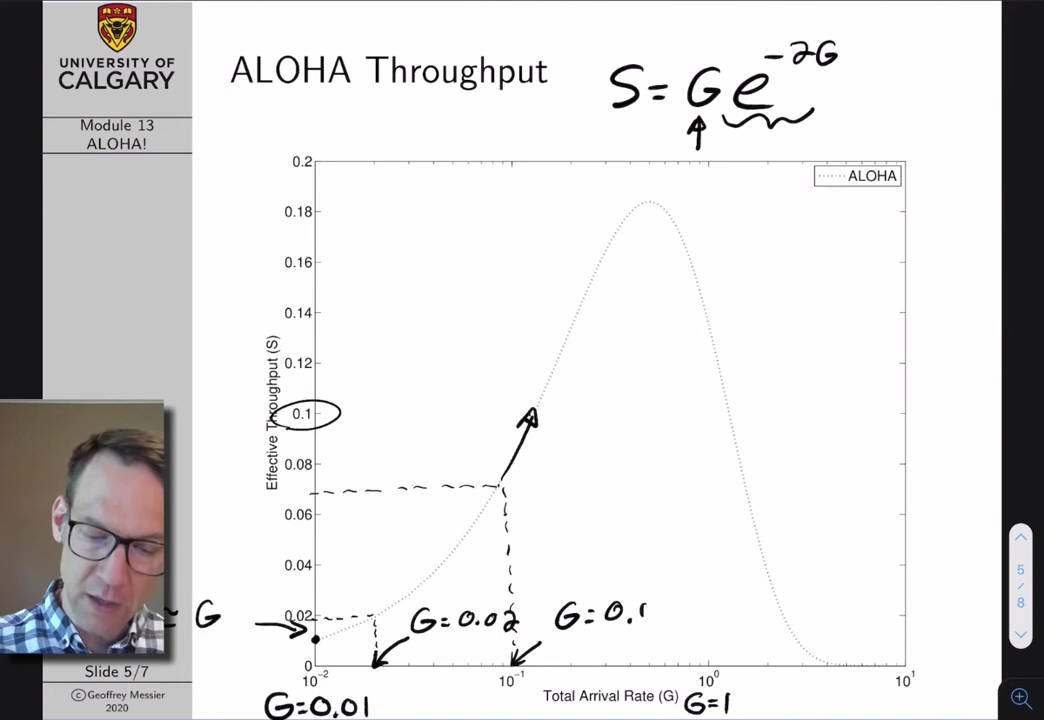 UNIVERSITY OF
CALGARY
Module 13
ALOHA!
ALOHA Throughput
S = G e^{-2G}
ALOHA
0.2
0.18
0.16
0.14
0.12
0.1
0.08
0.06
0.04
0.02
0
Effective Throughput (S)
≈ G
G=0.02
G=0.1
10^{-2}
10^{-1}
10^{0}
10^{1}
Total Arrival Rate (G)
G=0.01
G=1
Slide 5/7
© Geoffrey Messier
2020
5
/
8